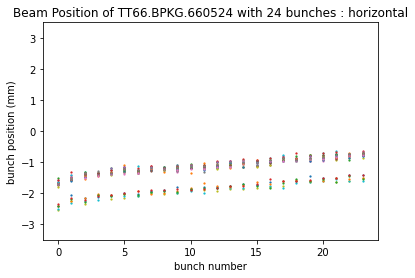 Beam Position of TT66.BPKG.660524 with 24 bunches : horizontal
bunch position (mm)
3
2
1
0
−1
−2
−3
0 5 10 15 20
bunch number